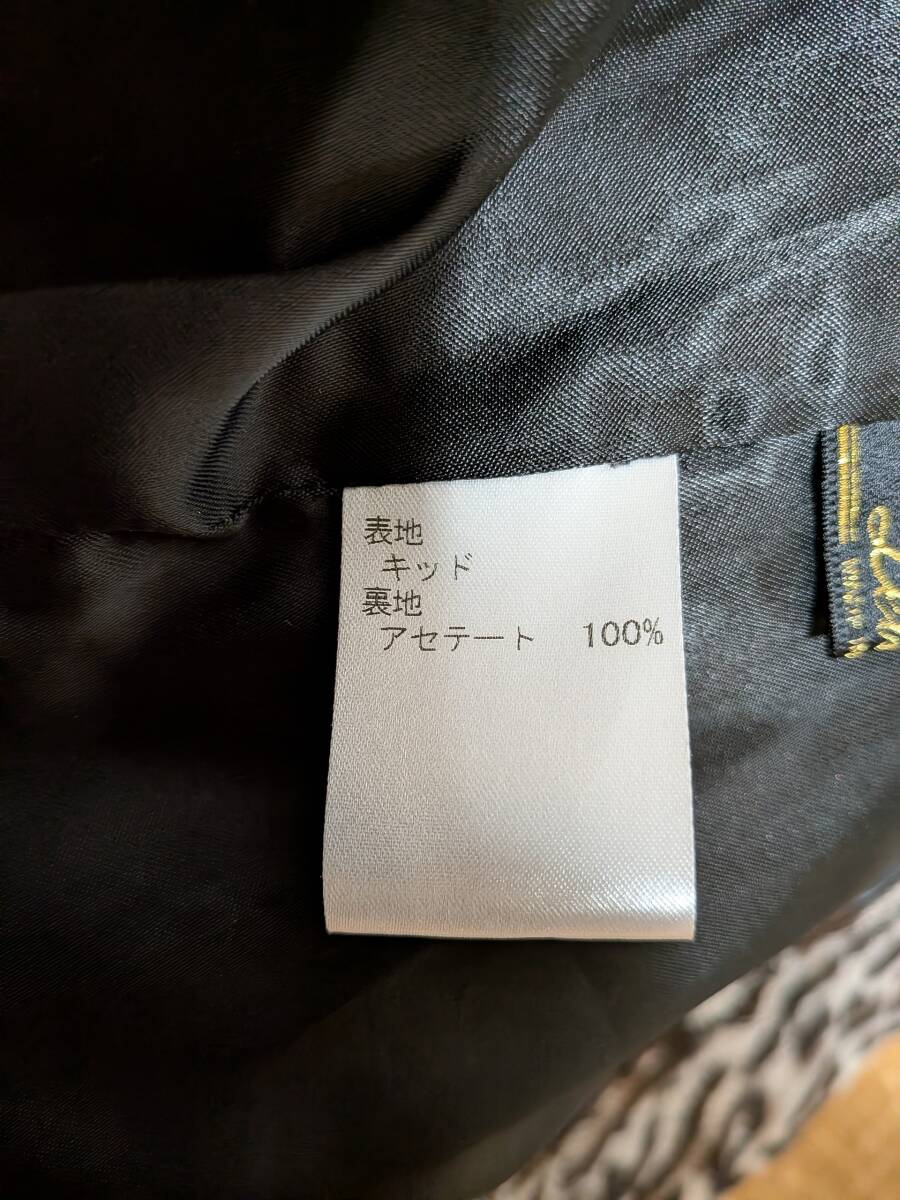 表地
キッド
裏地
アセテート 100%